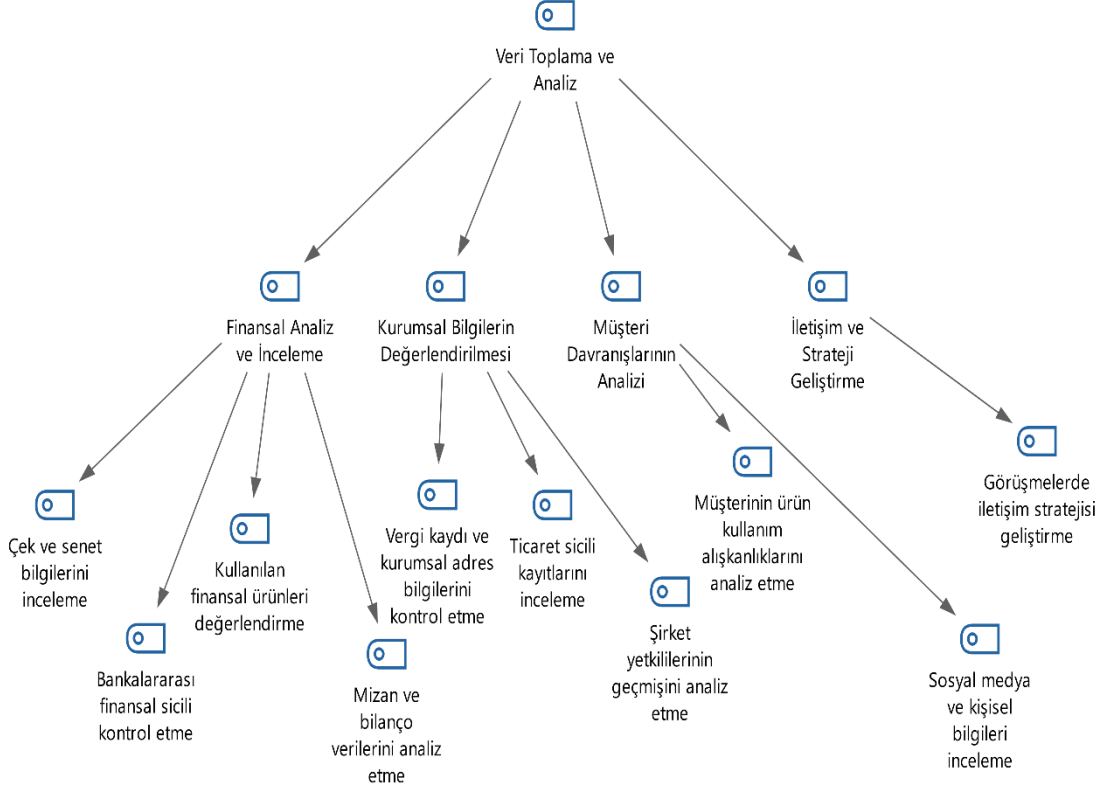 Veri Toplama ve
Analiz
Finansal Analiz
ve İnceleme
Kurumsal Bilgilerin
Değerlendirilmesi
Müşteri
Davranışlarının
Analizi
İletişim ve
Strateji
Geliştirme
Çek ve senet
bilgilerini
inceleme
Bankalararası
finansal sicili
kontrol etme
Kullanılan
finansal ürünleri
değerlendirme
Mizan ve
bilanço
verilerini analiz
etme
Vergi kaydı ve
kurumsal adres
bilgilerini
kontrol etme
Ticaret sicili
kayıtlarını
inceleme
Şirket
yetkililerinin
geçmişini analiz
etme
Müşterinin ürün
kullanım
alışkanlıklarını
analiz etme
Sosyal medya
ve kişisel
bilgileri
inceleme
Görüşmelerde
iletişim stratejisi
geliştirme